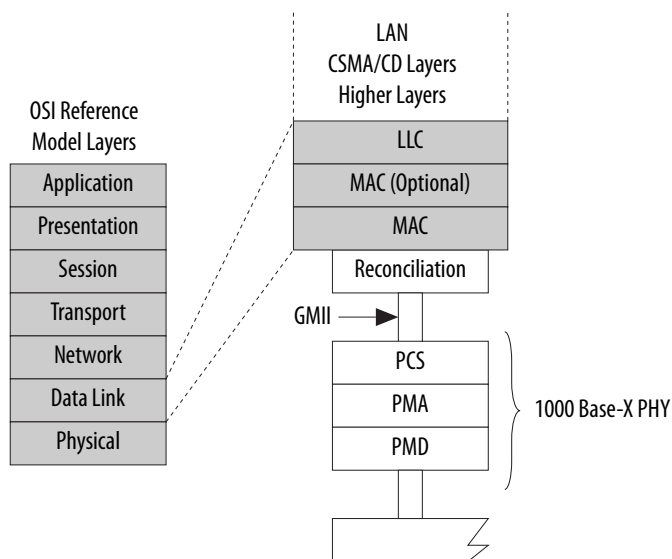 LAN
CSMA/CD Layers
Higher Layers
OSI Reference
Model Layers
Application
Presentation
Session
Transport
Network
Data Link
Physical
LLC
MAC (Optional)
MAC
Reconciliation
GMII
PCS
PMA
PMD
1000 Base-X PHY